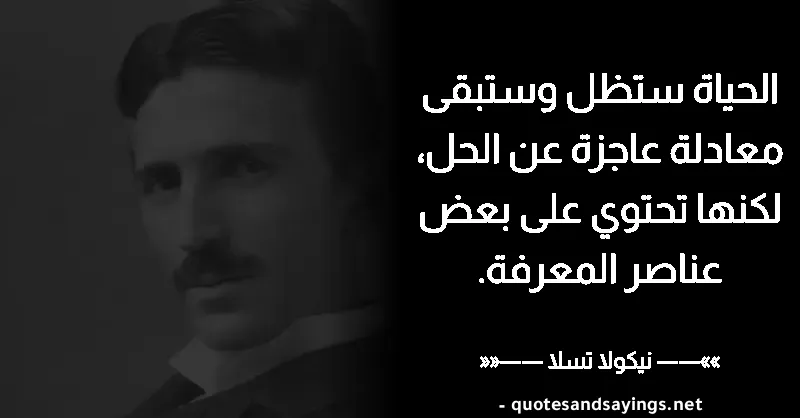 الحياة ستظل وستبقى
معادلة عاجزة عن الحل،
لكنها تحتوي على بعض
عناصر المعرفة.
»»—— نيكولا تسلا ——««
- quotesandsayings.net